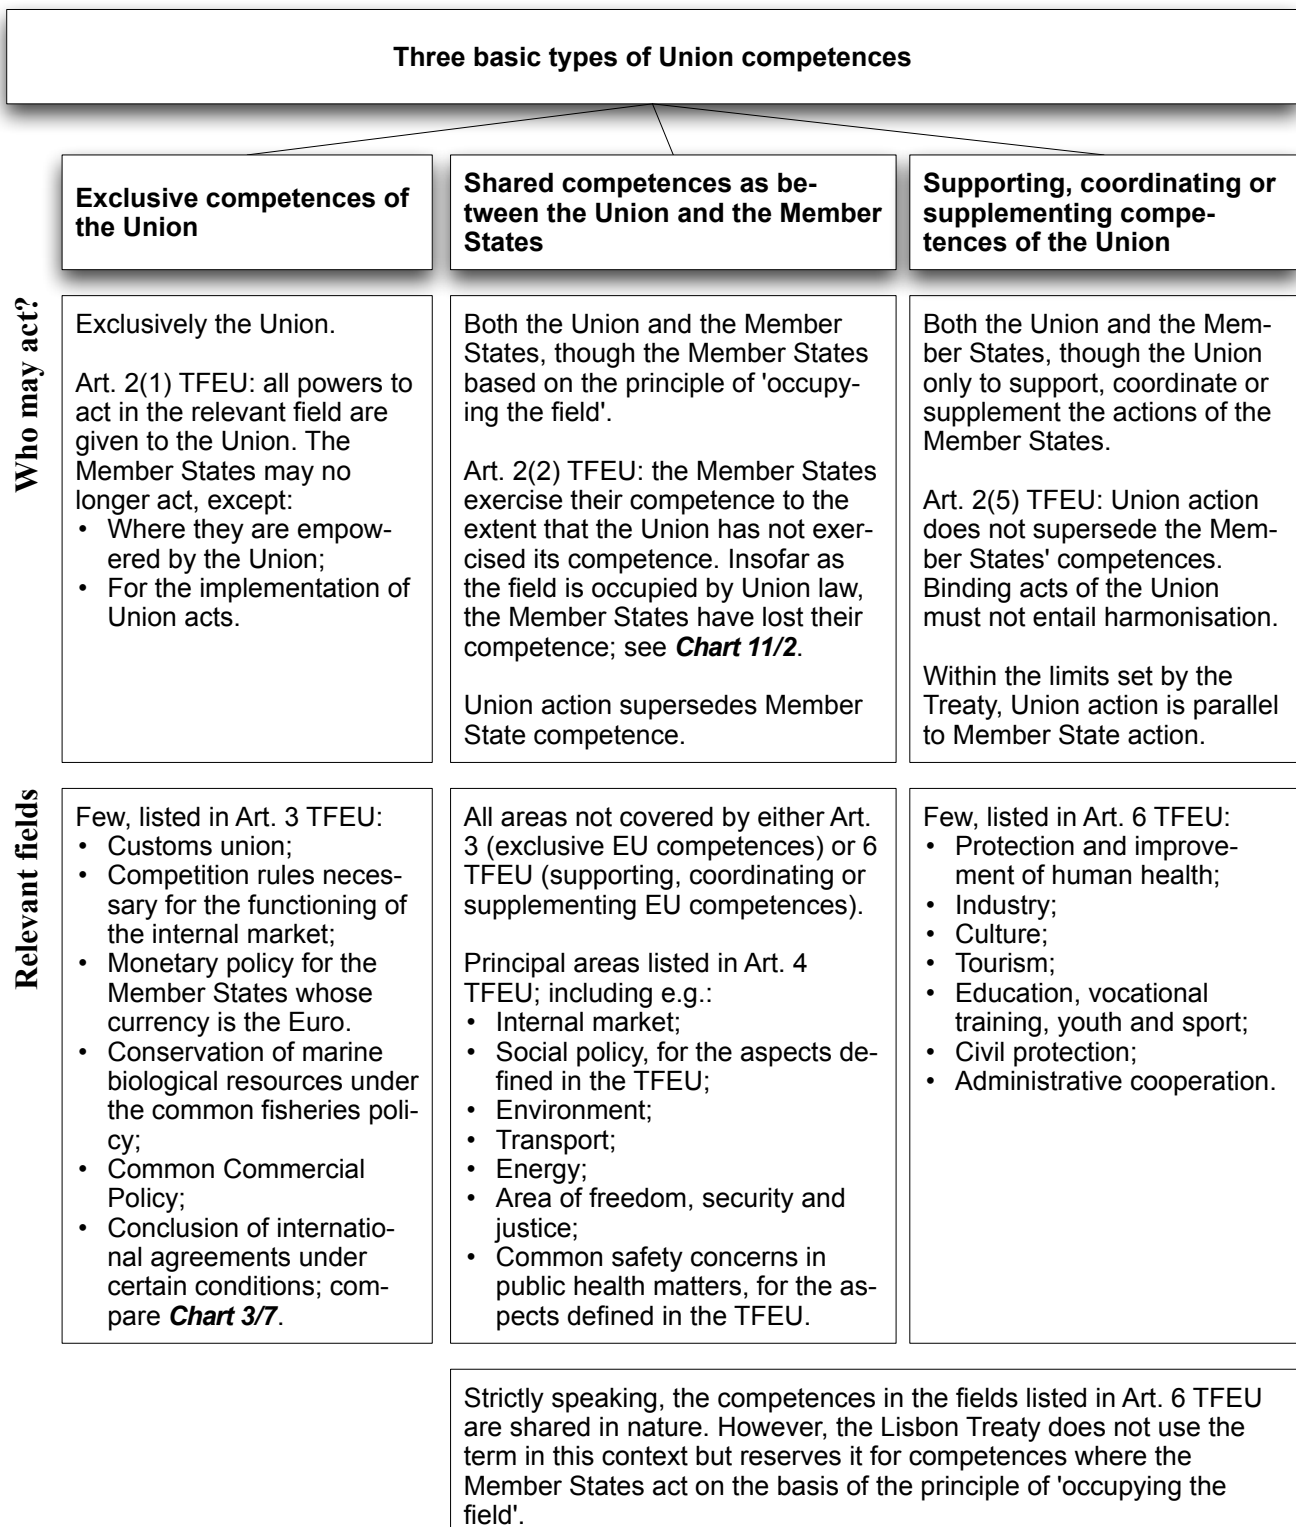 Three basic types of Union competences
Exclusive competences of
the Union
Shared competences as be-
tween the Union and the Member
States
Supporting, coordinating or
supplementing compe-
tences of the Union
Who may act?
Exclusively the Union.
Art. 2(1) TFEU: all powers to
act in the relevant field are
given to the Union. The
Member States may no
longer act, except:
• Where they are empow-
ered by the Union;
• For the implementation of
Union acts.
Both the Union and the Member
States, though the Member States
based on the principle of 'occupy-
ing the field'.
Art. 2(2) TFEU: the Member States
exercise their competence to the
extent that the Union has not exer-
cised its competence. Insofar as
the field is occupied by Union law,
the Member States have lost their
competence; see Chart 11/2.
Union action supersedes Member
State competence.
Both the Union and the Mem-
ber States, though the Union
only to support, coordinate or
supplement the actions of the
Member States.
Art. 2(5) TFEU: Union action
does not supersede the Mem-
ber States' competences.
Binding acts of the Union
must not entail harmonisation.
Within the limits set by the
Treaty, Union action is parallel
to Member State action.
Relevant fields
Few, listed in Art. 3 TFEU:
• Customs union;
• Competition rules neces-
sary for the functioning of
the internal market;
• Monetary policy for the
Member States whose
currency is the Euro.
• Conservation of marine
biological resources under
the common fisheries poli-
cy;
• Common Commercial
Policy;
• Conclusion of internatio-
nal agreements under
certain conditions; com-
pare Chart 3/7.
All areas not covered by either Art.
3 (exclusive EU competences) or 6
TFEU (supporting, coordinating or
supplementing EU competences).
Principal areas listed in Art. 4
TFEU; including e.g.:
• Internal market;
• Social policy, for the aspects de-
fined in the TFEU;
• Environment;
• Transport;
• Energy;
• Area of freedom, security and
justice;
• Common safety concerns in
public health matters, for the as-
pects defined in the TFEU.
Few, listed in Art. 6 TFEU:
• Protection and improve-
ment of human health;
• Industry;
• Culture;
• Tourism;
• Education, vocational
training, youth and sport;
• Civil protection;
• Administrative cooperation.
Strictly speaking, the competences in the fields listed in Art. 6 TFEU
are shared in nature. However, the Lisbon Treaty does not use the
term in this context but reserves it for competences where the
Member States act on the basis of the principle of 'occupying the
field'.